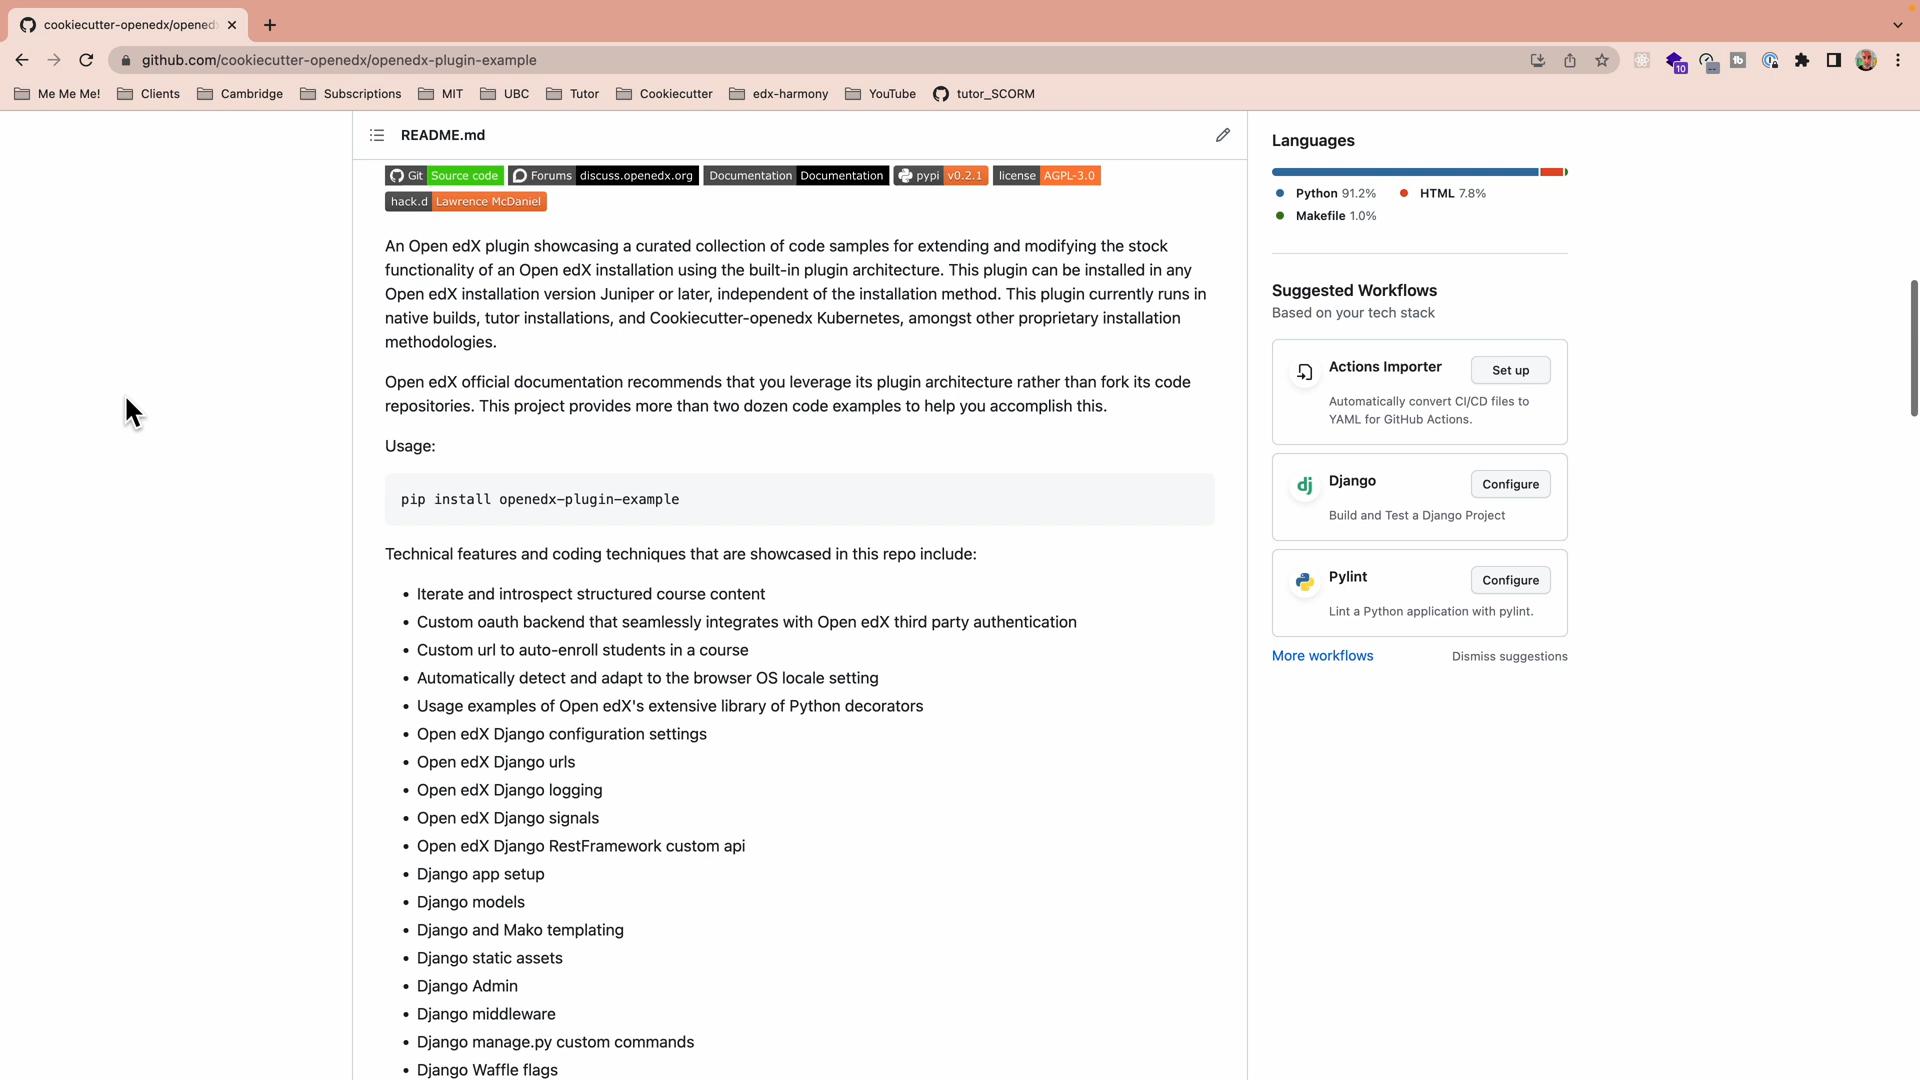 cookiecutter-openedx/opened
github.com/cookiecutter-openedx/openedx-plugin-example
10
tb
Me Me Me!
Clients
Cambridge
Subscriptions
MIT
UBC
Tutor
Cookiecutter
edx-harmony
YouTube
tutor_SCORM
README.md
Git Source code
Forums discuss.openedx.org
Documentation Documentation
pypi v0.2.1
license AGPL-3.0
hack.d Lawrence McDaniel
An Open edX plugin showcasing a curated collection of code samples for extending and modifying the stock
functionality of an Open edX installation using the built-in plugin architecture. This plugin can be installed in any
Open edX installation version Juniper or later, independent of the installation method. This plugin currently runs in
native builds, tutor installations, and Cookiecutter-openedx Kubernetes, amongst other proprietary installation
methodologies.
Open edX official documentation recommends that you leverage its plugin architecture rather than fork its code
repositories. This project provides more than two dozen code examples to help you accomplish this.
Usage:
pip install openedx-plugin-example
Technical features and coding techniques that are showcased in this repo include:
• Iterate and introspect structured course content
• Custom oauth backend that seamlessly integrates with Open edX third party authentication
• Custom url to auto-enroll students in a course
• Automatically detect and adapt to the browser OS locale setting
• Usage examples of Open edX's extensive library of Python decorators
• Open edX Django configuration settings
• Open edX Django urls
• Open edX Django logging
• Open edX Django signals
• Open edX Django RestFramework custom api
• Django app setup
• Django models
• Django and Mako templating
• Django static assets
• Django Admin
• Django middleware
• Django manage.py custom commands
• Django Waffle flags
Languages
Python 91.2%
HTML 7.8%
Makefile 1.0%
Suggested Workflows
Based on your tech stack
Actions Importer
Set up
Automatically convert CI/CD files to
YAML for GitHub Actions.
dj
Django
Configure
Build and Test a Django Project
Pylint
Configure
Lint a Python application with pylint.
More workflows
Dismiss suggestions